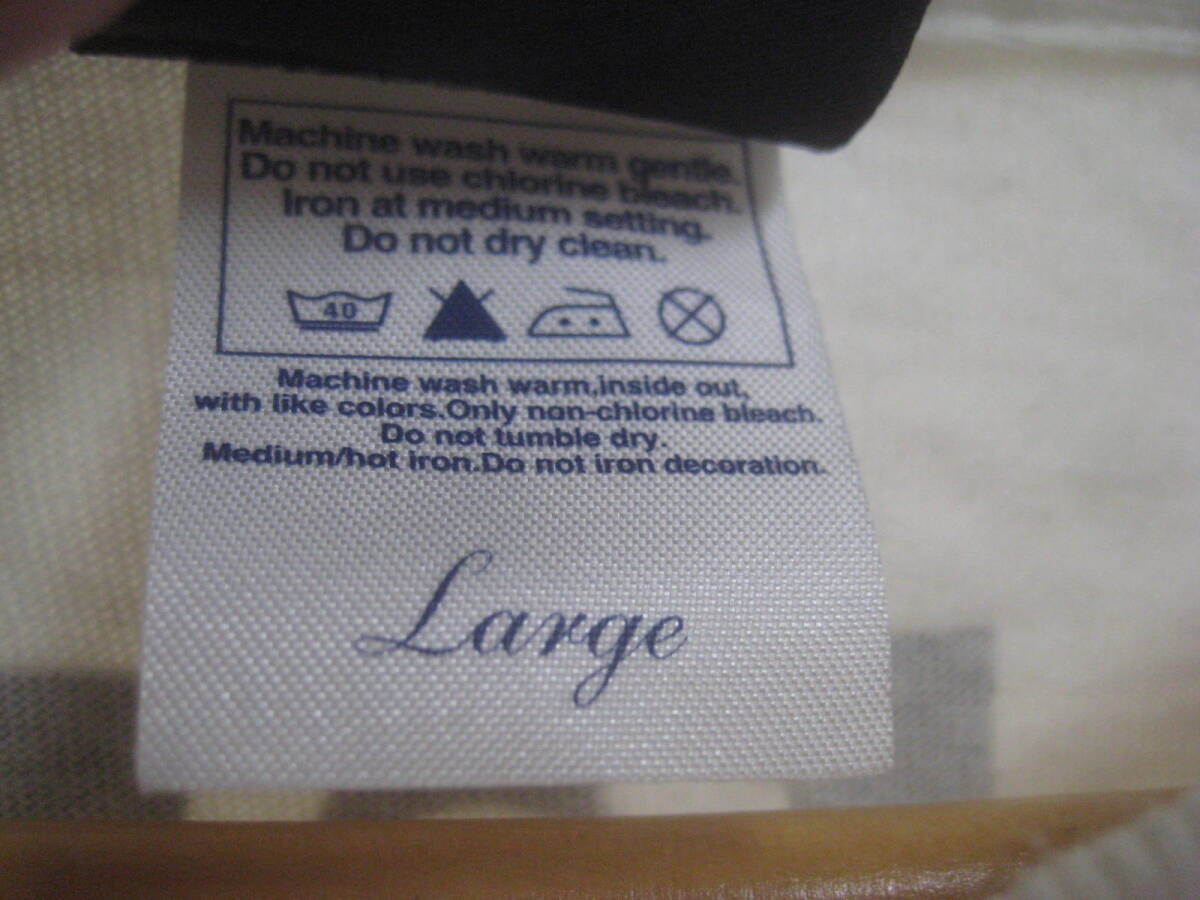 Machine wash warm gentle.
Do not use chlorine bleach.
Iron at medium setting.
Do not dry clean.
40
Machine wash warm,inside out,
with like colors.Only non-chlorine bleach.
Do not tumble dry.
Medium/hot iron.Do not iron decoration.
Large